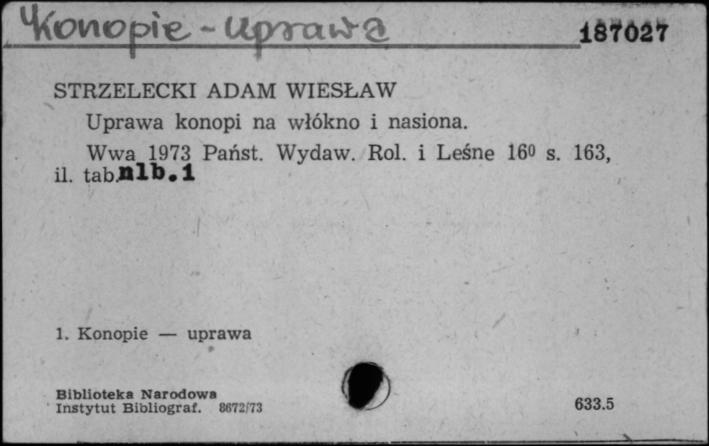 Konopie - uprawa
187027
STRZELECKI ADAM WIESŁAW
Uprawa konopi na włókno i nasiona.
Wwa 1973 Państ. Wydaw. Rol. i Leśne 16⁰ s. 163,
il. tab.nlb.1
1. Konopie — uprawa
Biblioteka Narodowa
Instytut Bibliograf. 8672/73
633.5